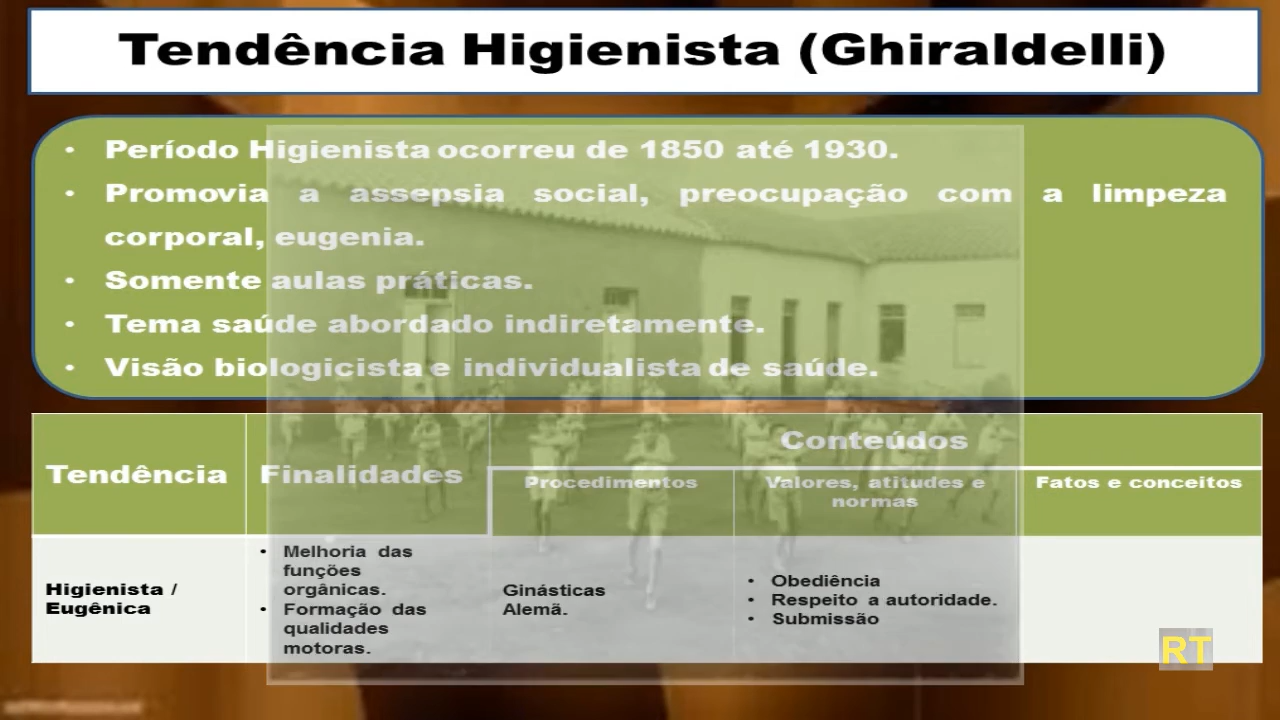 Tendência Higienista (Ghiraldelli)
• Período Higienista ocorreu de 1850 até 1930.
• Promovia a assepsia social, preocupação com a limpeza
corporal, eugenia.
• Somente aulas práticas.
• Tema saúde abordado indiretamente.
• Visão biologicista e individualista de saúde.
Tendência
Finalidades
Conteúdos
Procedimentos
Valores, atitudes e
normas
Fatos e conceitos
Higienista /
Eugênica
• Melhoria das
funções
orgânicas.
• Formação das
qualidades
motoras.
Ginásticas
Alemã.
• Obediência
• Respeito a autoridade.
• Submissão
RT